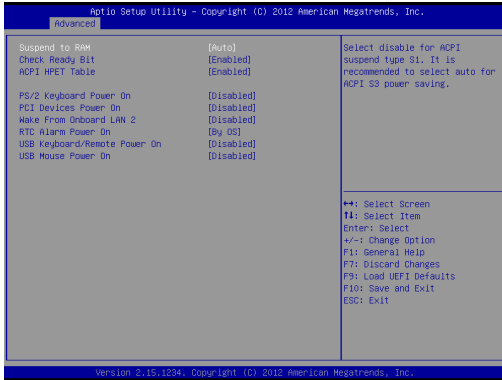 Aptio Setup Utility - Copyright (C) 2012 American Megatrends, Inc.
Advanced
Suspend to RAM [Auto]
Check Ready Bit [Enabled]
ACPI HPET Table [Enabled]
PS/2 Keyboard Power On [Disabled]
PCI Devices Power On [Disabled]
Wake From Onboard LAN 2 [Disabled]
RTC Alarm Power On [By OS]
USB Keyboard/Remote Power On [Disabled]
USB Mouse Power On [Disabled]
Select disable for ACPI
suspend type S1. It is
recommended to select auto for
ACPI S3 power saving.
↔: Select Screen
↑↓: Select Item
Enter: Select
+/-: Change Option
F1: General Help
F7: Discard Changes
F9: Load UEFI Defaults
F10: Save and Exit
ESC: Exit
Version 2.15.1234. Copyright (C) 2012 American Megatrends, Inc.